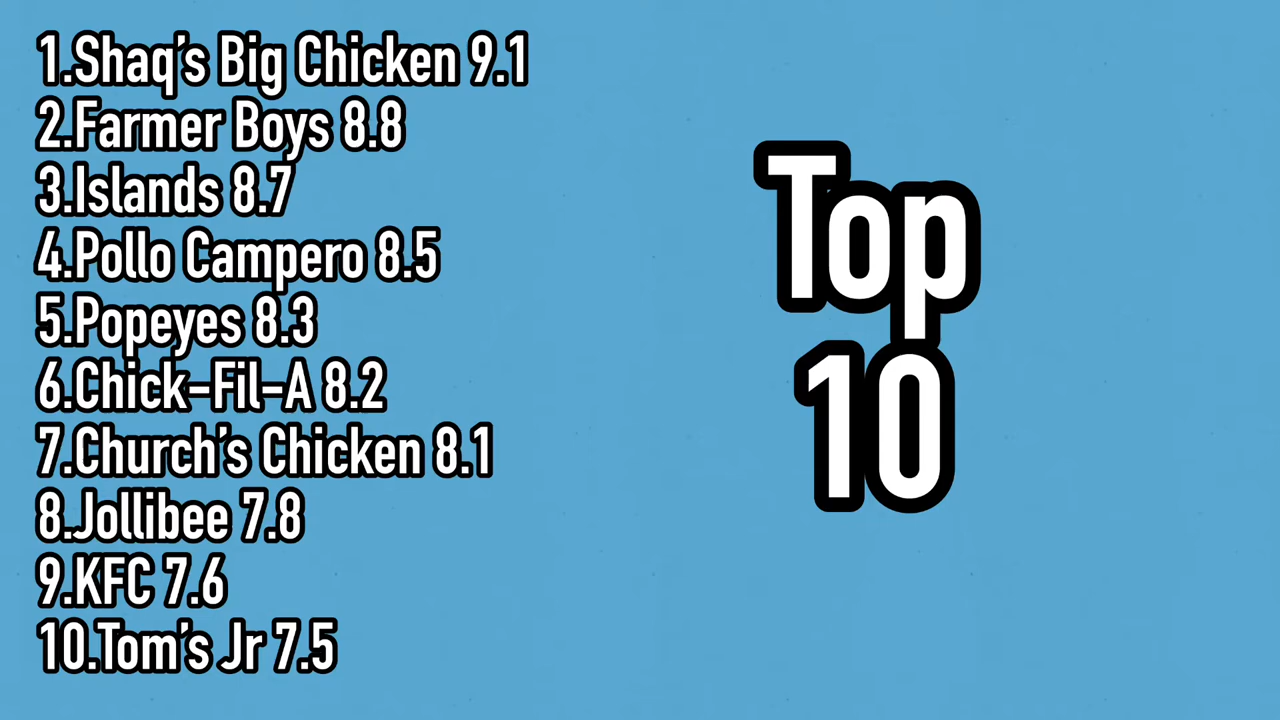 1.Shaq's Big Chicken 9.1
2.Farmer Boys 8.8
3.Islands 8.7
4.Pollo Campero 8.5
5.Popeyes 8.3
6.Chick-Fil-A 8.2
7.Church's Chicken 8.1
8.Jollibee 7.8
9.KFC 7.6
10.Tom's Jr 7.5
Top
10